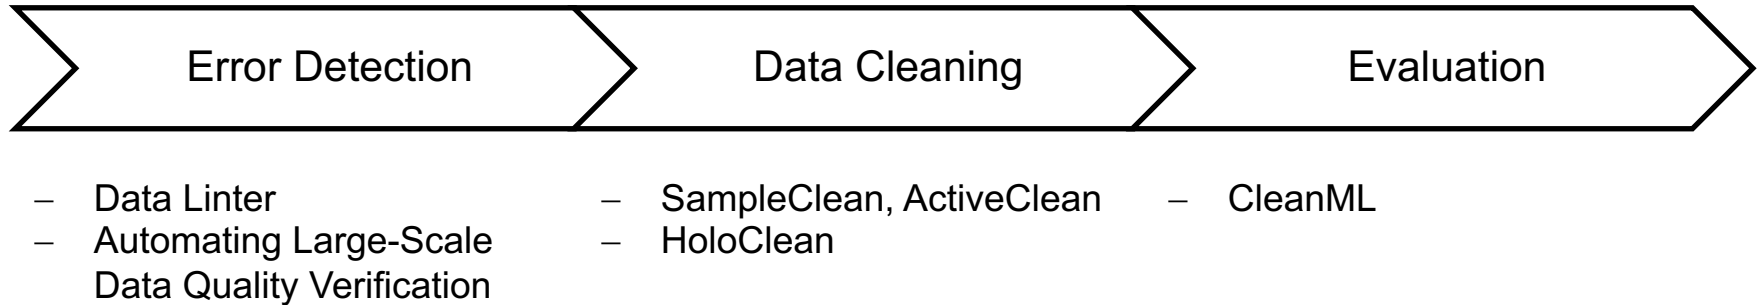 Error Detection
Data Cleaning
Evaluation
– Data Linter
– Automating Large-Scale
Data Quality Verification
– SampleClean, ActiveClean
– HoloClean
– CleanML